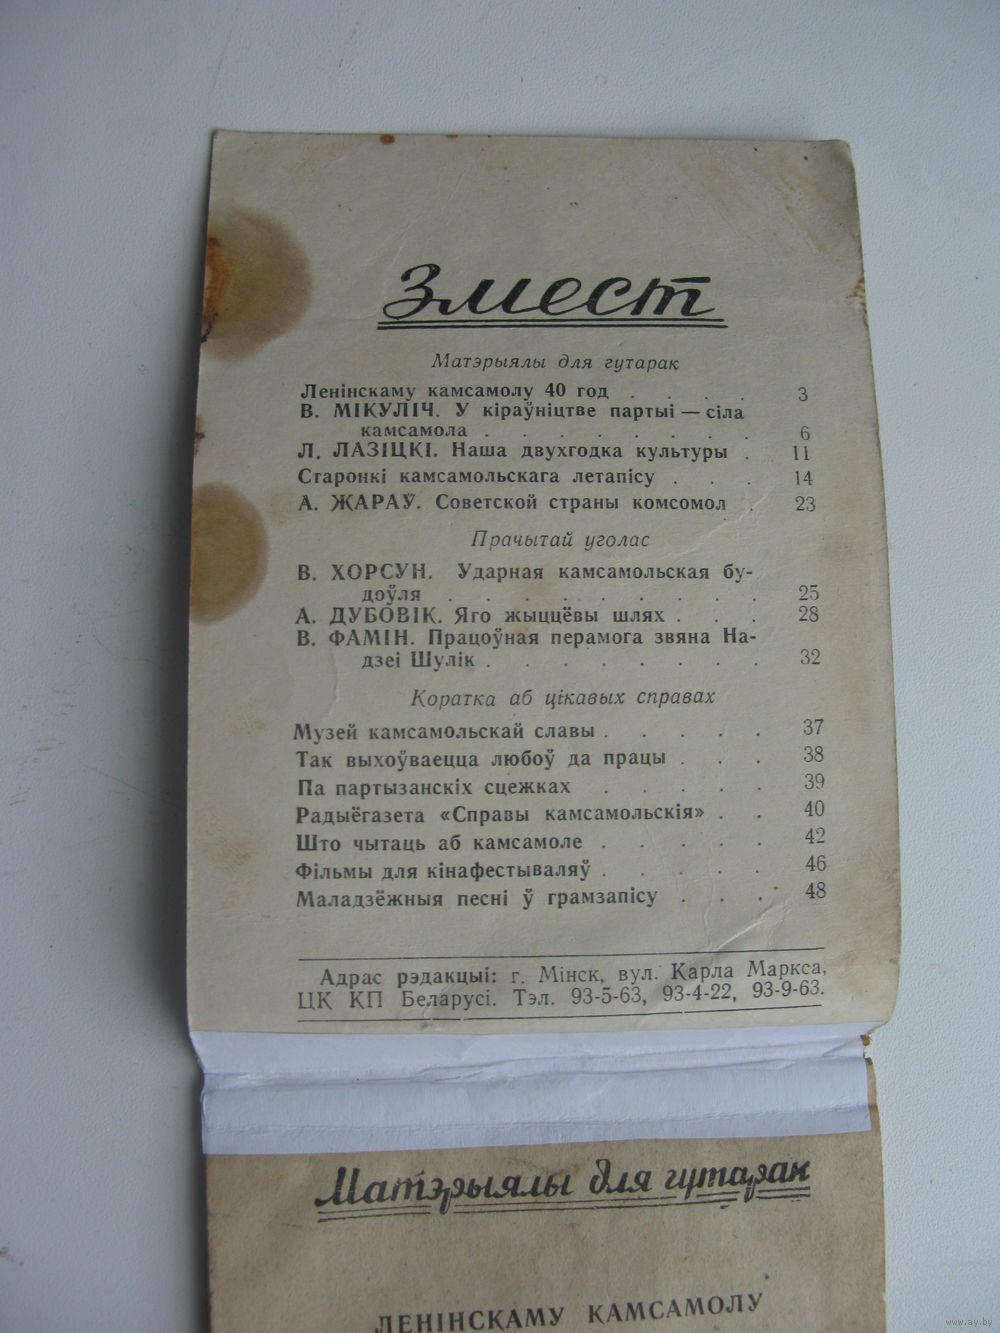 Змест
Матэрыялы для гутарак
Ленінскаму камсамолу 40 год . . . . 3
В. МІКУЛІЧ. У кіраўніцтве партыі — сіла
камсамола . . . . . . . . 6
Л. ЛАЗІЦКІ. Наша двухгодка культуры . 11
Старонкі камсамольскага летапісу . . . 14
А. ЖАРАЎ. Советской страны комсомол . 23
Прачытай уголас
В. ХОРСУН. Ударная камсамольская бу-
доўля . . . . . . . . . 25
А. ДУБОВІК. Яго жыццёвы шлях . . . 28
В. ФАМІН. Працоўная перамога звяна На-
дзеі Шулік . . . . . . . . 32
Коратка аб цікавых справах
Музей камсамольскай славы . . . . . 37
Так выхоўваецца любоў да працы . . . 38
Па партызанскіх сцежках . . . . . 39
Радыёгазета «Справы камсамольскія» . . 40
Што чытаць аб камсамоле . . . . . 42
Фільмы для кінафестываляў . . . . . 46
Маладзёжныя песні ў грамзапісу . . . 48
Адрас рэдакцыі: г. Мінск, вул. Карла Маркса,
ЦК КП Беларусі. Тэл. 93-5-63, 93-4-22, 93-9-63.
Матэрыялы для гутарак
ЛЕНІНСКАМУ КАМСАМОЛУ
www.ay.by